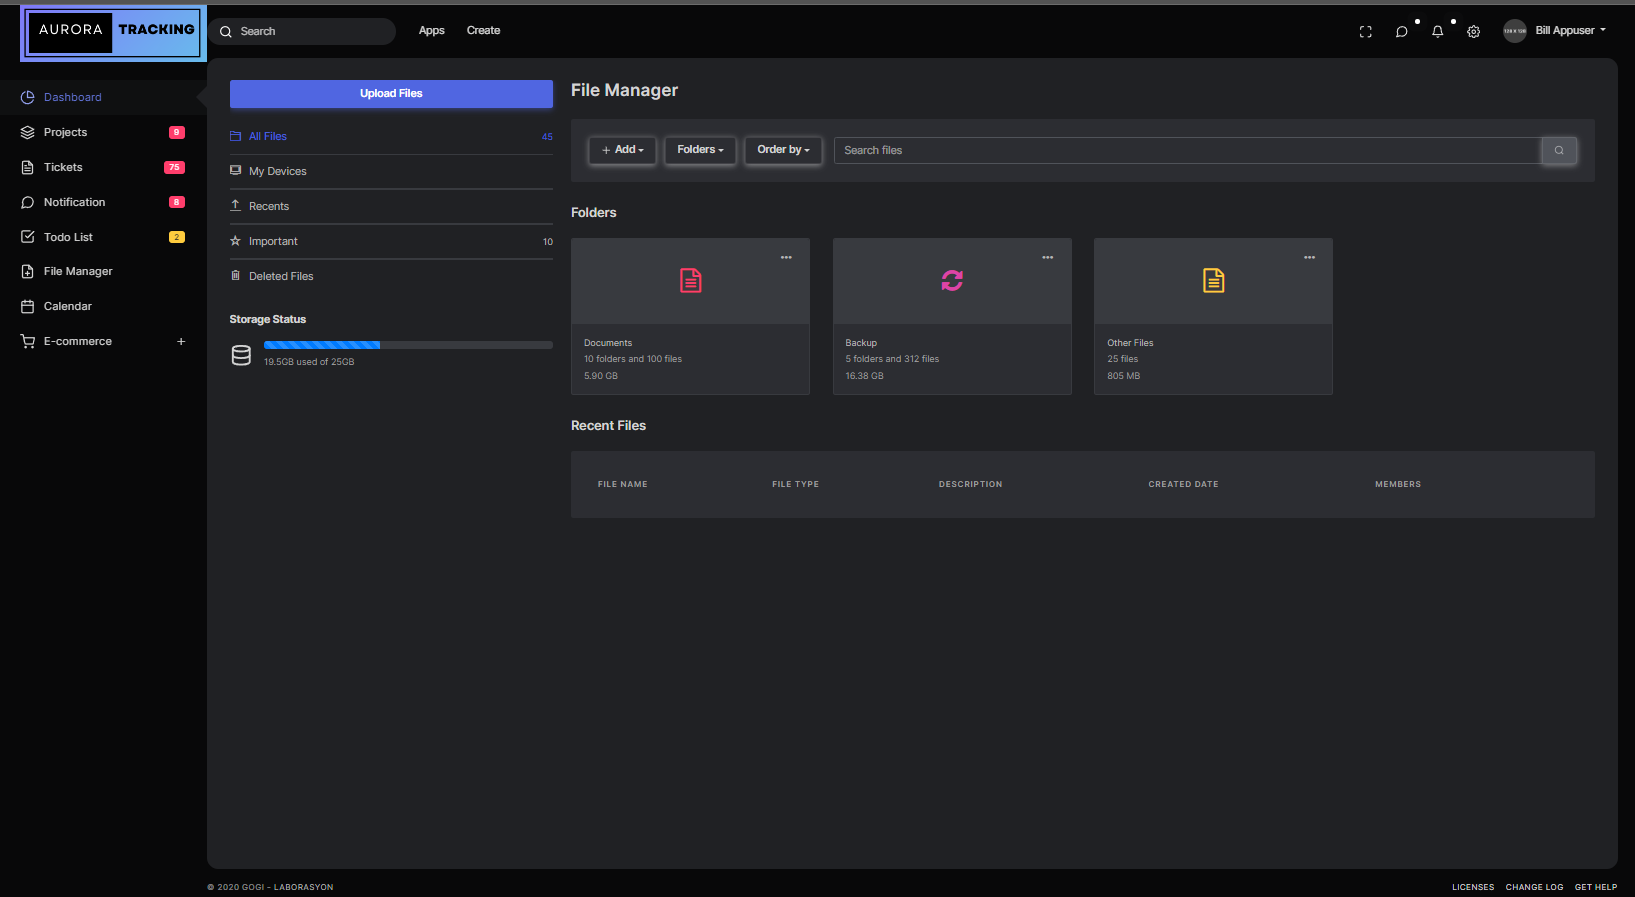 AURORA TRACKING
Search
Apps
Create
Bill Appuser
Dashboard
Projects 9
Tickets 75
Notification 8
Todo List 2
File Manager
Calendar
E-commerce +
Upload Files
All Files 45
My Devices
Recents
Important 10
Deleted Files
Storage Status
19.5GB used of 25GB
File Manager
+ Add
Folders
Order by
Search files
Folders
Documents
10 folders and 100 files
5.90 GB
Backup
5 folders and 312 files
16.38 GB
Other Files
25 files
805 MB
Recent Files
FILE NAME FILE TYPE DESCRIPTION CREATED DATE MEMBERS
© 2020 GOGI - LABORASYON
LICENSES CHANGE LOG GET HELP